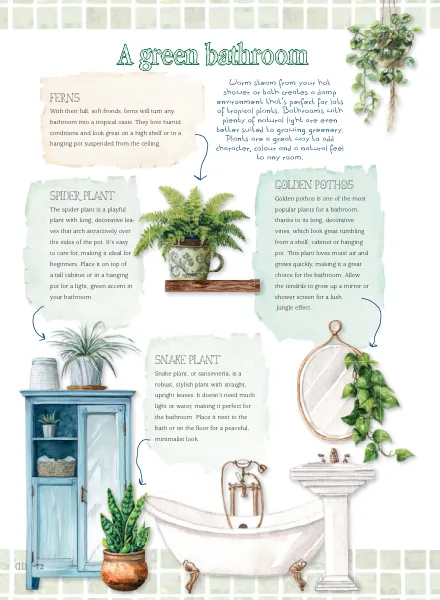 A green bathroom
Warm steam from your hot
shower or bath creates a damp
environment that's perfect for lots
of tropical plants. Bathrooms with
plenty of natural light are even
better suited to growing greenery.
Plants are a great way to add
character, colour and a natural feel
to any room.
FERNS
With their full, soft fronds, ferns will turn any
bathroom into a tropical oasis. They love humid
conditions and look great on a high shelf or in a
hanging pot suspended from the ceiling.
SPIDER PLANT
The spider plant is a playful
plant with long, decorative lea-
ves that arch attractively over
the sides of the pot. It's easy
to care for, making it ideal for
beginners. Place it on top of
a tall cabinet or in a hanging
pot for a light, green accent in
your bathroom.
GOLDEN POTHOS
Golden pothos is one of the most
popular plants for a bathroom,
thanks to its long, decorative
vines, which look great tumbling
from a shelf, cabinet or hanging
pot. This plant loves moist air and
grows quickly, making it a great
choice for the bathroom. Allow
the tendrils to grow up a mirror or
shower screen for a lush
jungle effect.
SNAKE PLANT
Snake plant, or sansevieria, is a
robust, stylish plant with straight,
upright leaves. It doesn't need much
light or water, making it perfect for
the bathroom. Place it next to the
bath or on the floor for a peaceful,
minimalist look.
72